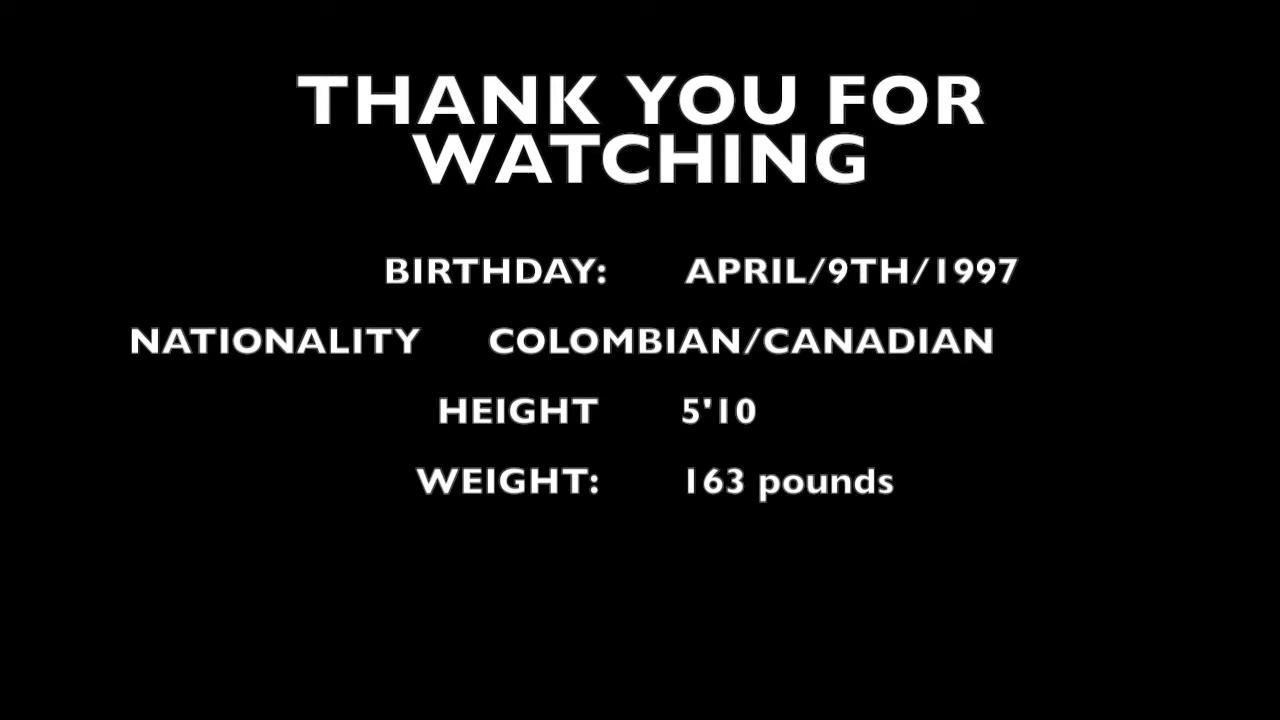 THANK YOU FOR
WATCHING
BIRTHDAY: APRIL/9TH/1997
NATIONALITY COLOMBIAN/CANADIAN
HEIGHT 5'10
WEIGHT: 163 pounds